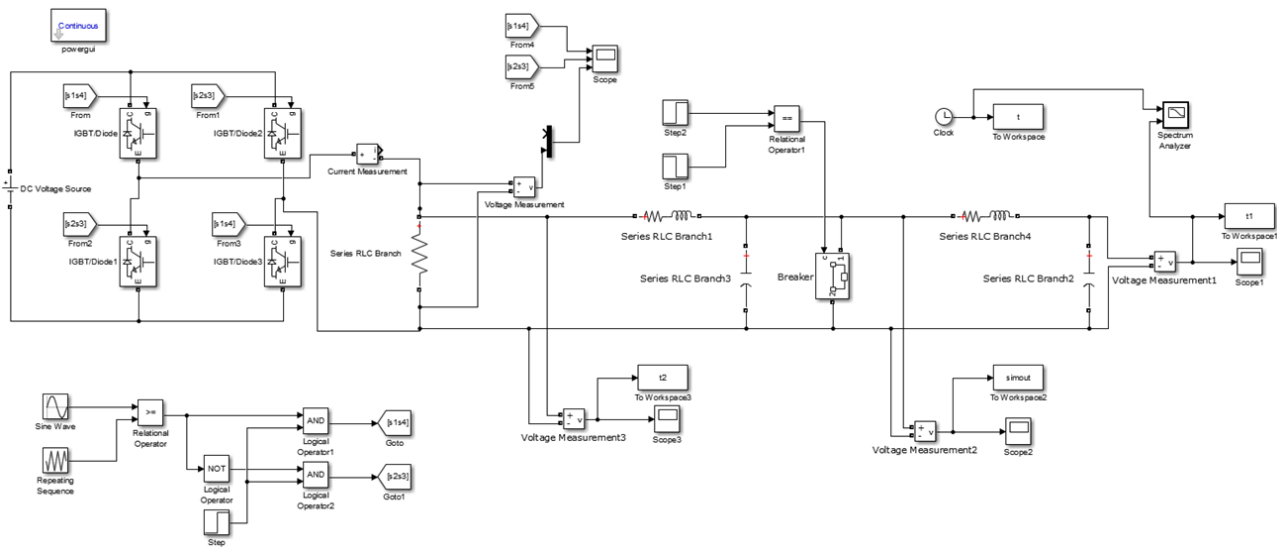 Continuous
powergui
[s1s4]
From4
[s2s3]
From5
Scope
[s1s4]
From
[s2s3]
From1
g
C
E
IGBT/Diode
g
C
E
IGBT/Diode2
DC Voltage Source
[s2s3]
From2
[s1s4]
From3
g
C
E
IGBT/Diode1
g
C
E
IGBT/Diode3
+
-
i
Current Measurement
+
-
v
Voltage Measurement
Series RLC Branch
Step2
Step1
==
Relational
Operator1
Clock
t
To Workspace
Spectrum
Analyzer
Series RLC Branch1
Series RLC Branch3
c
1
2
Breaker
Series RLC Branch4
Series RLC Branch2
+
-
v
Voltage Measurement1
t1
To Workspace1
Scope1
t2
To Workspace3
+
-
v
Voltage Measurement3
Scope3
simout
To Workspace2
+
-
v
Voltage Measurement2
Scope2
Sine Wave
Repeating
Sequence
>=
Relational
Operator
NOT
Logical
Operator
Step
AND
Logical
Operator1
AND
Logical
Operator2
[s1s4]
Goto
[s2s3]
Goto1